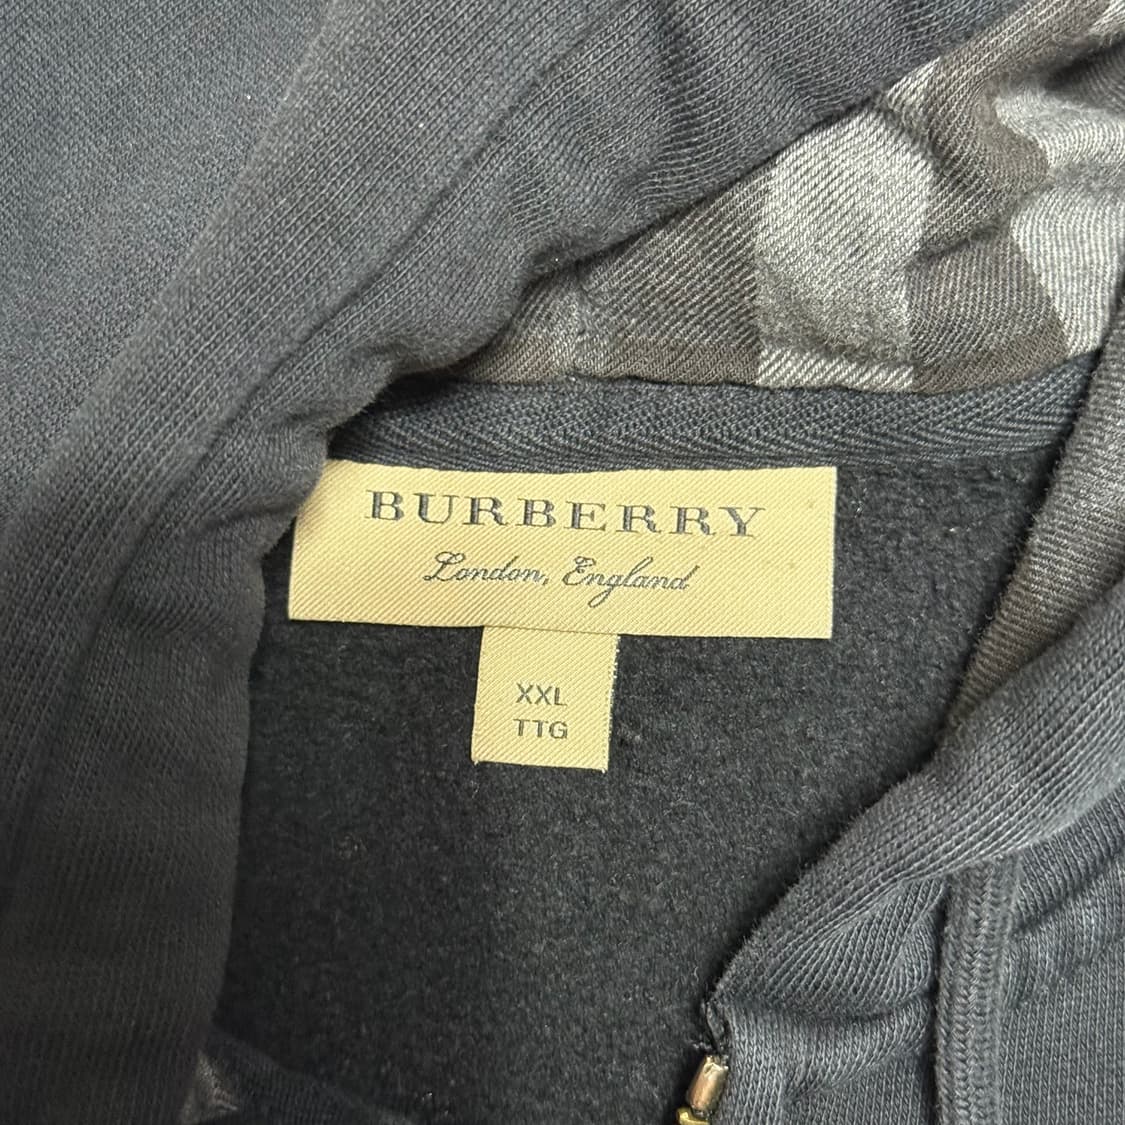 BURBERRY
London, England
XXL
TTG